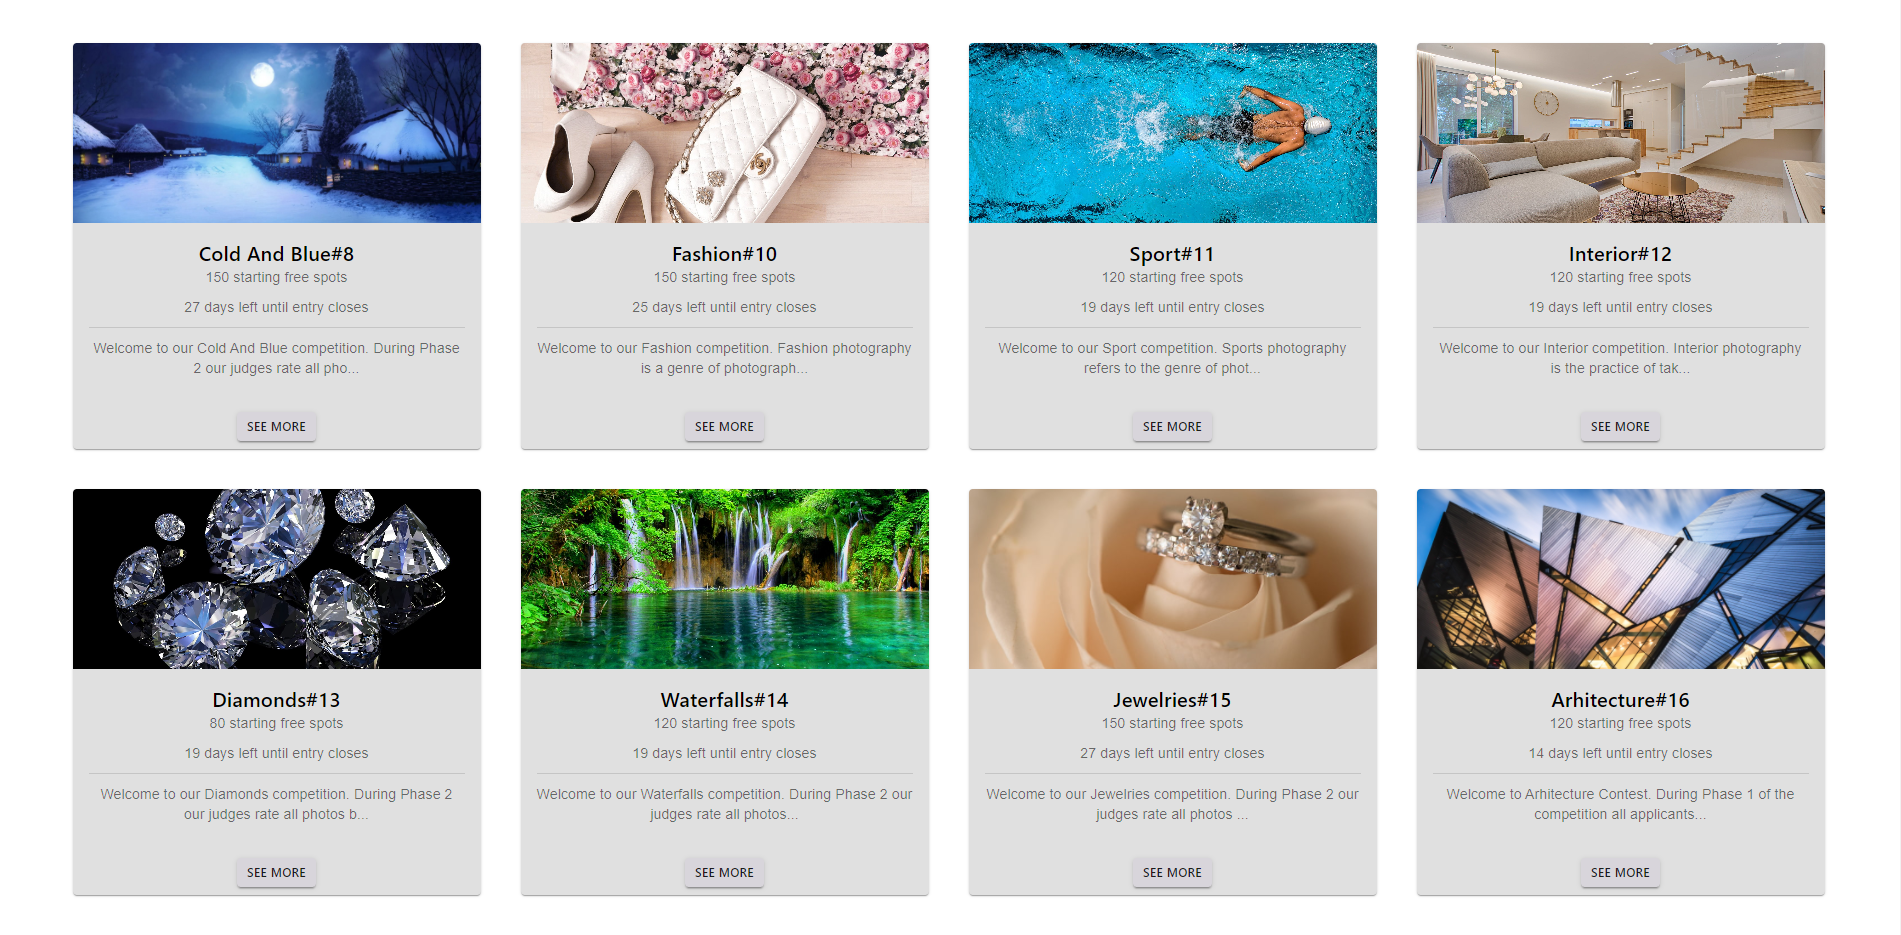 Cold And Blue#8
150 starting free spots
27 days left until entry closes
Welcome to our Cold And Blue competition. During Phase
2 our judges rate all pho...
SEE MORE
Fashion#10
150 starting free spots
25 days left until entry closes
Welcome to our Fashion competition. Fashion photography
is a genre of photograph...
SEE MORE
Sport#11
120 starting free spots
19 days left until entry closes
Welcome to our Sport competition. Sports photography
refers to the genre of phot...
SEE MORE
Interior#12
120 starting free spots
19 days left until entry closes
Welcome to our Interior competition. Interior photography
is the practice of tak...
SEE MORE
Diamonds#13
80 starting free spots
19 days left until entry closes
Welcome to our Diamonds competition. During Phase 2
our judges rate all photos b...
SEE MORE
Waterfalls#14
120 starting free spots
19 days left until entry closes
Welcome to our Waterfalls competition. During Phase 2 our
judges rate all photos...
SEE MORE
Jewelries#15
150 starting free spots
27 days left until entry closes
Welcome to our Jewelries competition. During Phase 2 our
judges rate all photos ...
SEE MORE
Arhitecture#16
120 starting free spots
14 days left until entry closes
Welcome to Arhitecture Contest. During Phase 1 of the
competition all applicants...
SEE MORE